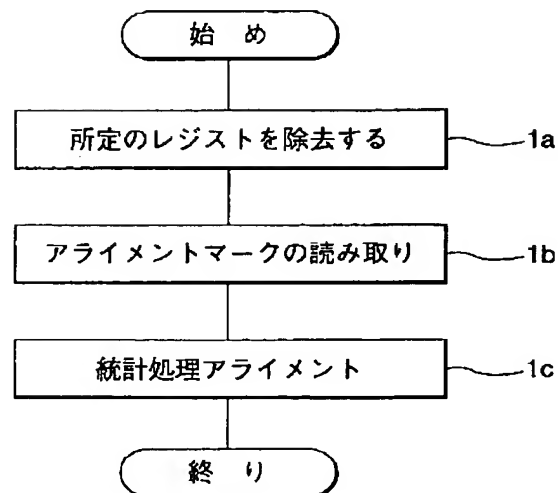 始 め
所定のレジストを除去する 1a
アライメントマークの読み取り 1b
統計処理アライメント 1c
終 り